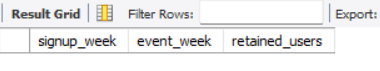 Result Grid Filter Rows: Export:
signup_week event_week retained_users